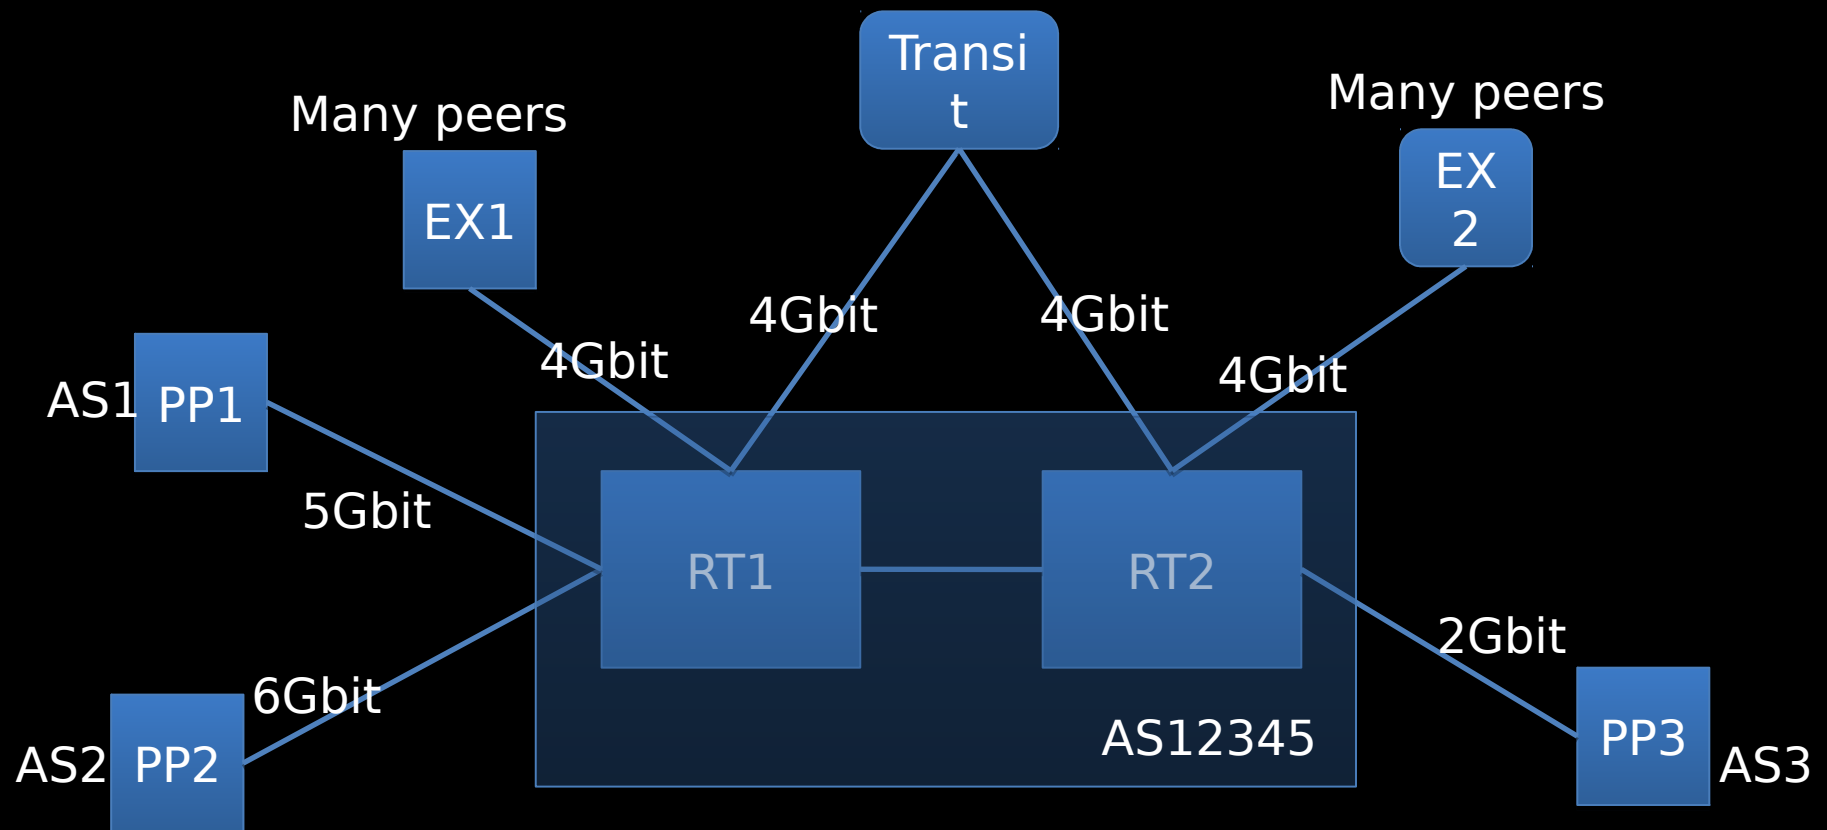 Transi
t
Many peers
Many peers
EX1
EX
2
4Gbit
4Gbit
4Gbit
4Gbit
AS1
PP1
5Gbit
RT1
RT2
2Gbit
6Gbit
AS12345
PP3
AS3
AS2
PP2